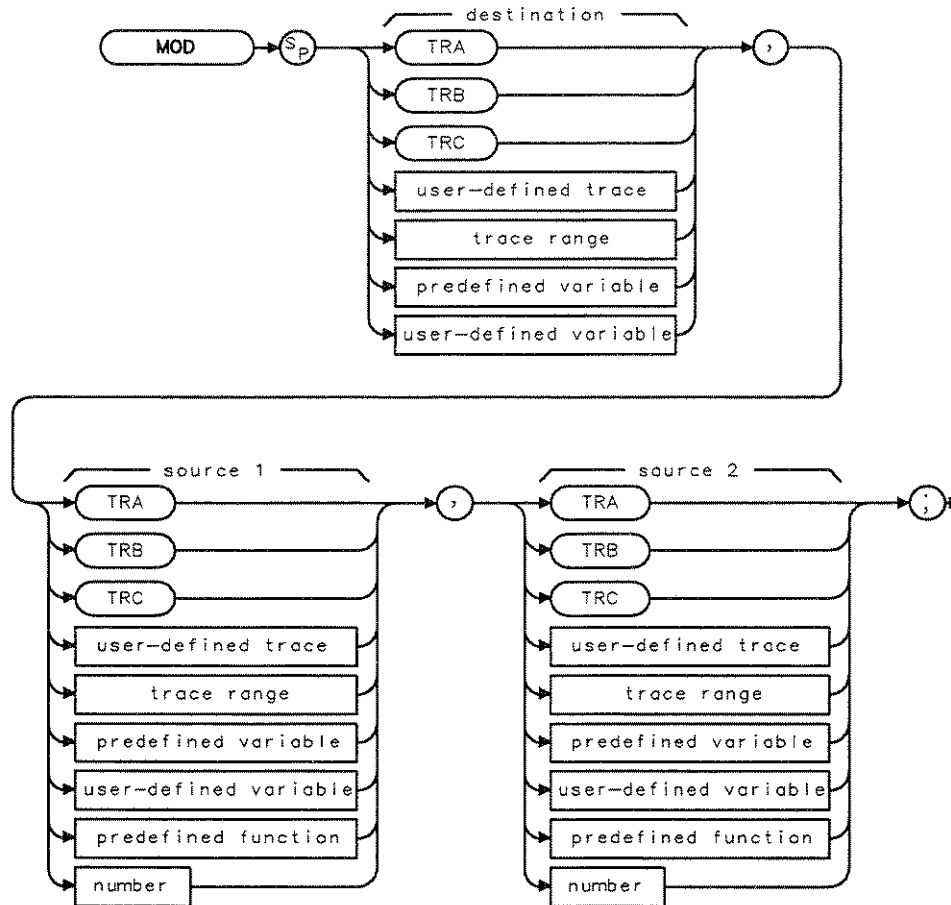 destination
MOD SP TRA ,
TRB
TRC
user-defined trace
trace range
predefined variable
user-defined variable
source 1 source 2
TRA , TRA ;
TRB TRB
TRC TRC
user-defined trace user-defined trace
trace range trace range
predefined variable predefined variable
user-defined variable user-defined variable
predefined function predefined function
number number